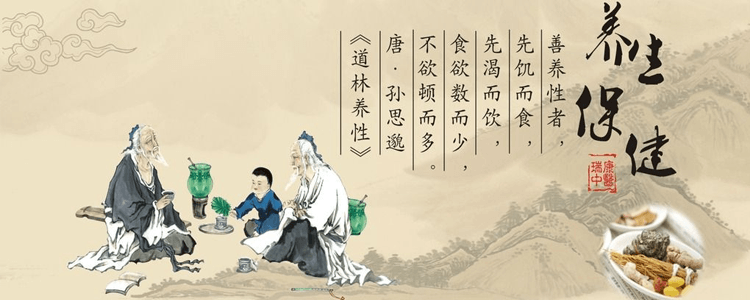 养生
保健
康醫
瑞中
善养性者，
先饥而食，
先渴而饮，
食欲数而少，
不欲顿而多。
唐·孙思邈
《道林养性》